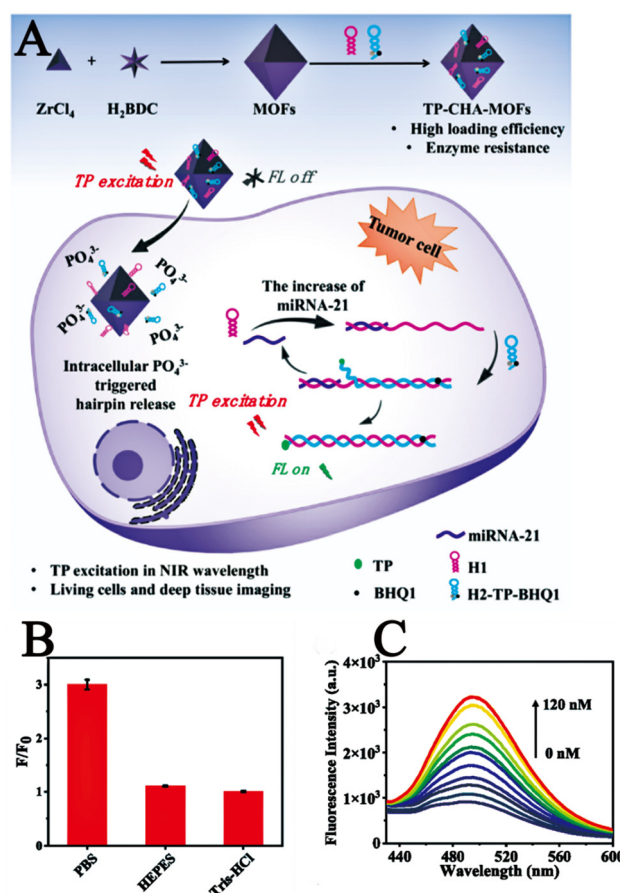 A
ZrCl4 + H2BDC MOFs TP-CHA-MOFs
• High loading efficiency
• Enzyme resistance
TP excitation
FL off
Tumor cell
PO4³⁻
PO4³⁻
PO4³⁻
PO4³⁻
The increase of
miRNA-21
Intracellular PO4³⁻
triggered
hairpin release
TP excitation
FL on
• TP excitation in NIR wavelength
• Living cells and deep tissue imaging
miRNA-21
TP
H1
BHQ1
H2-TP-BHQ1
B
F/F0
3
2
1
0
PBS
HEPES
Tris-HCl
C
Fluorescence Intensity (a.u.)
4×10³
3×10³
2×10³
1×10³
0
120 nM
0 nM
440 480 520 560 600
Wavelength (nm)